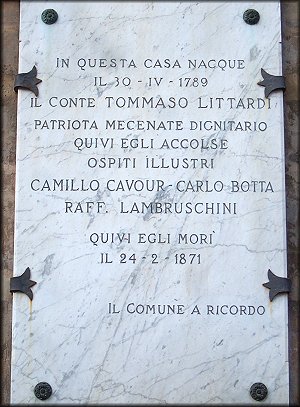 IN QUESTA CASA NACQUE
IL 30-IV-1789
IL CONTE TOMMASO LITTARDI
PATRIOTA MECENATE DIGNITARIO
QUIVI EGLI ACCOLSE
OSPITI ILLUSTRI
CAMILLO CAVOUR-CARLO BOTTA
RAFF. LAMBRUSCHINI
QUIVI EGLI MORÌ
IL 24-2-1871
IL COMUNE A RICORDO